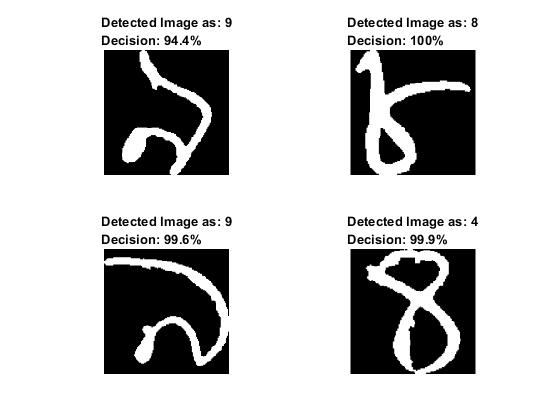 Detected Image as: 9
Decision: 94.4%
Detected Image as: 8
Decision: 100%
Detected Image as: 9
Decision: 99.6%
Detected Image as: 4
Decision: 99.9%
8